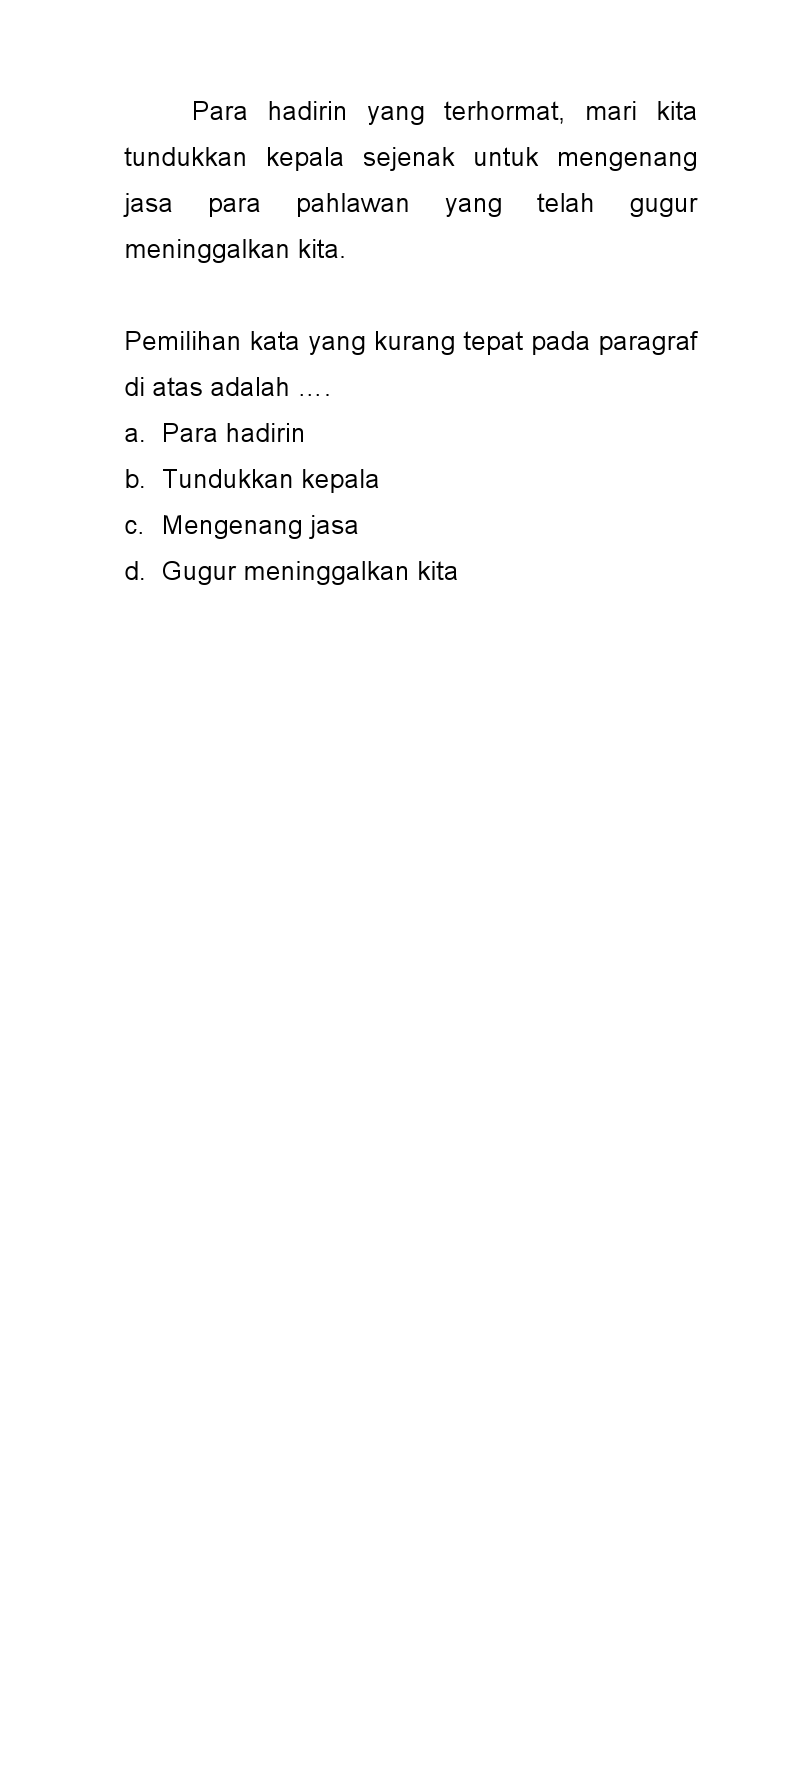 Para hadirin yang terhormat, mari kita
tundukkan kepala sejenak untuk mengenang
jasa para pahlawan yang telah gugur
meninggalkan kita.
Pemilihan kata yang kurang tepat pada paragraf
di atas adalah ….
a. Para hadirin
b. Tundukkan kepala
c. Mengenang jasa
d. Gugur meninggalkan kita